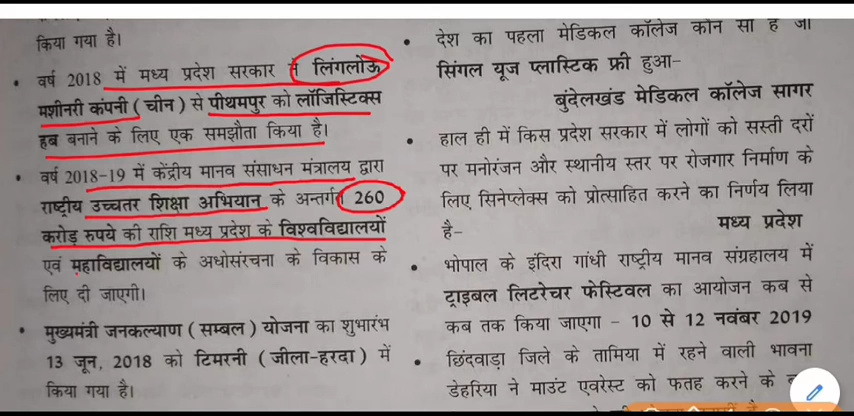 किया गया है।
वर्ष 2018 में मध्य प्रदेश सरकार ने लिंगलोंऊ
मशीनरी कंपनी ( चीन ) से पीथमपुर को लॉजिस्टिक्स
हब बनाने के लिए एक समझौता किया है।
वर्ष 2018-19 में केंद्रीय मानव संसाधन मंत्रालय द्वारा
राष्ट्रीय उच्चतर शिक्षा अभियान के अन्तर्गत 260
करोड़ रुपये की राशि मध्य प्रदेश के विश्वविद्यालयों
एवं महाविद्यालयों के अधोसंरचना के विकास के
लिए दी जाएगी।
मुख्यमंत्री जनकल्याण ( सम्बल ) योजना का शुभारंभ
13 जून, 2018 को टिमरनी ( जीला-हरदा ) में
किया गया है।
देश का पहला मेडिकल कॉलेज कौन सा है जो
सिंगल यूज प्लास्टिक फ्री हुआ-
बुंदेलखंड मेडिकल कॉलेज सागर
हाल ही में किस प्रदेश सरकार में लोगों को सस्ती दरों
पर मनोरंजन और स्थानीय स्तर पर रोजगार निर्माण के
लिए सिनेप्लेक्स को प्रोत्साहित करने का निर्णय लिया
है-
मध्य प्रदेश
भोपाल के इंदिरा गांधी राष्ट्रीय मानव संग्रहालय में
ट्राइबल लिटरेचर फेस्टिवल का आयोजन कब से
कब तक किया जाएगा - 10 से 12 नवंबर 2019
छिंदवाड़ा जिले के तामिया में रहने वाली भावना
डेहरिया ने माउंट एवरेस्ट को फतह करने के